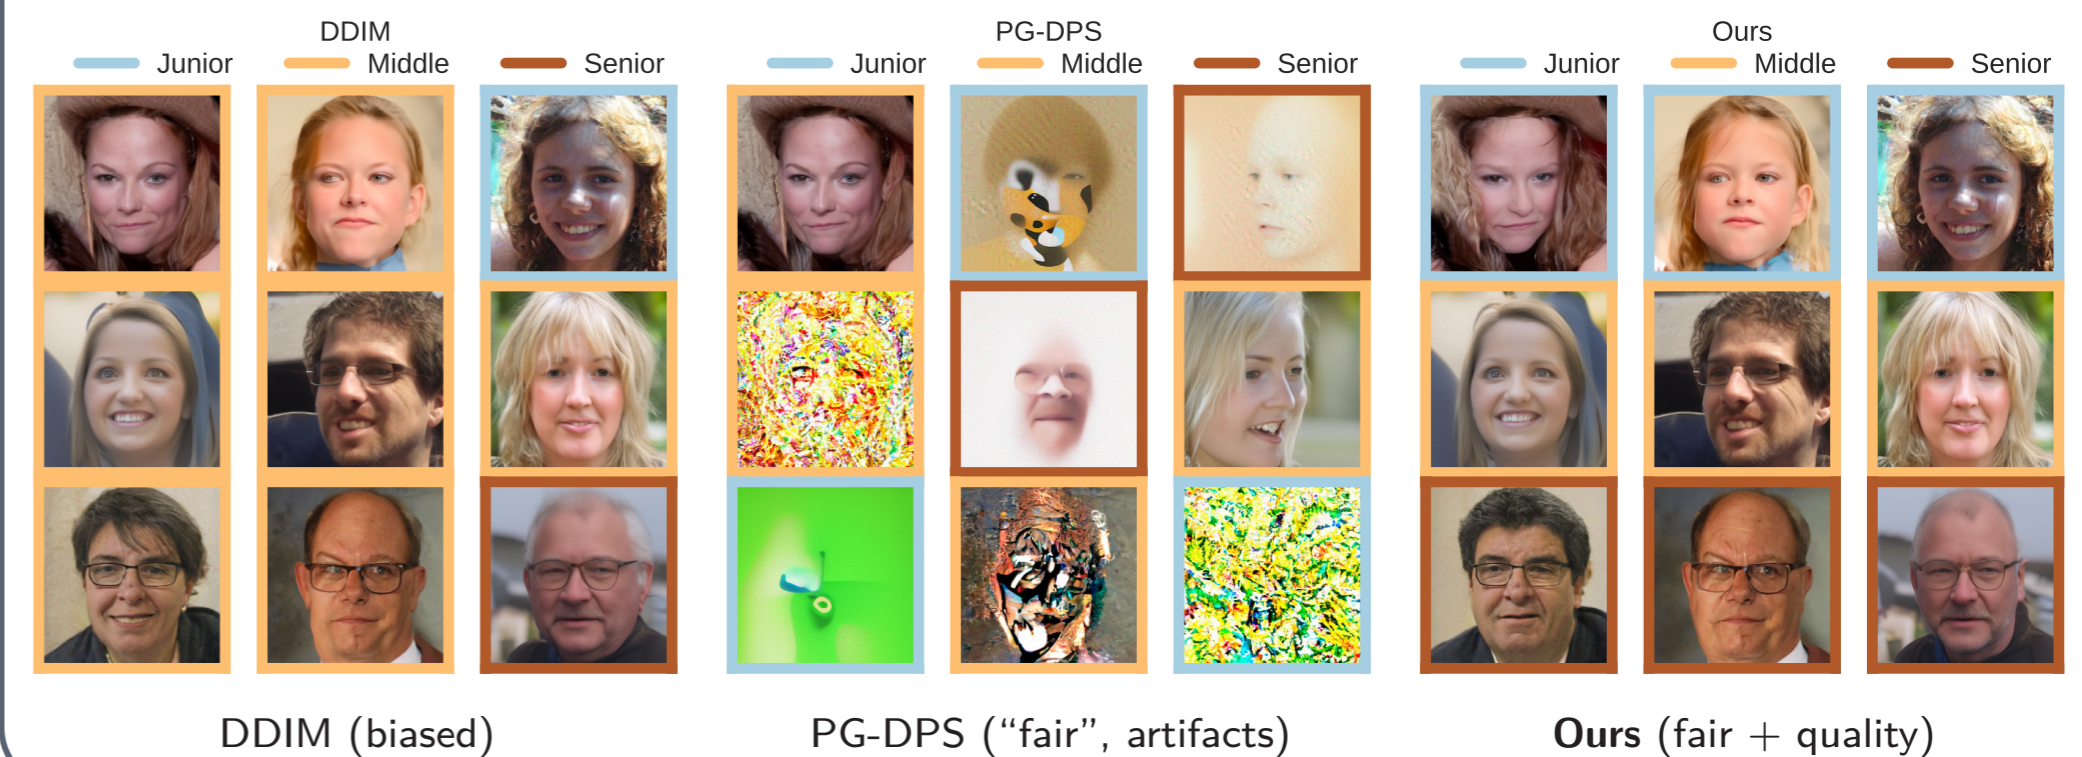 DDIM
Junior Middle Senior
PG-DPS
Junior Middle Senior
Ours
Junior Middle Senior
DDIM (biased)
PG-DPS (“fair”, artifacts)
Ours (fair + quality)